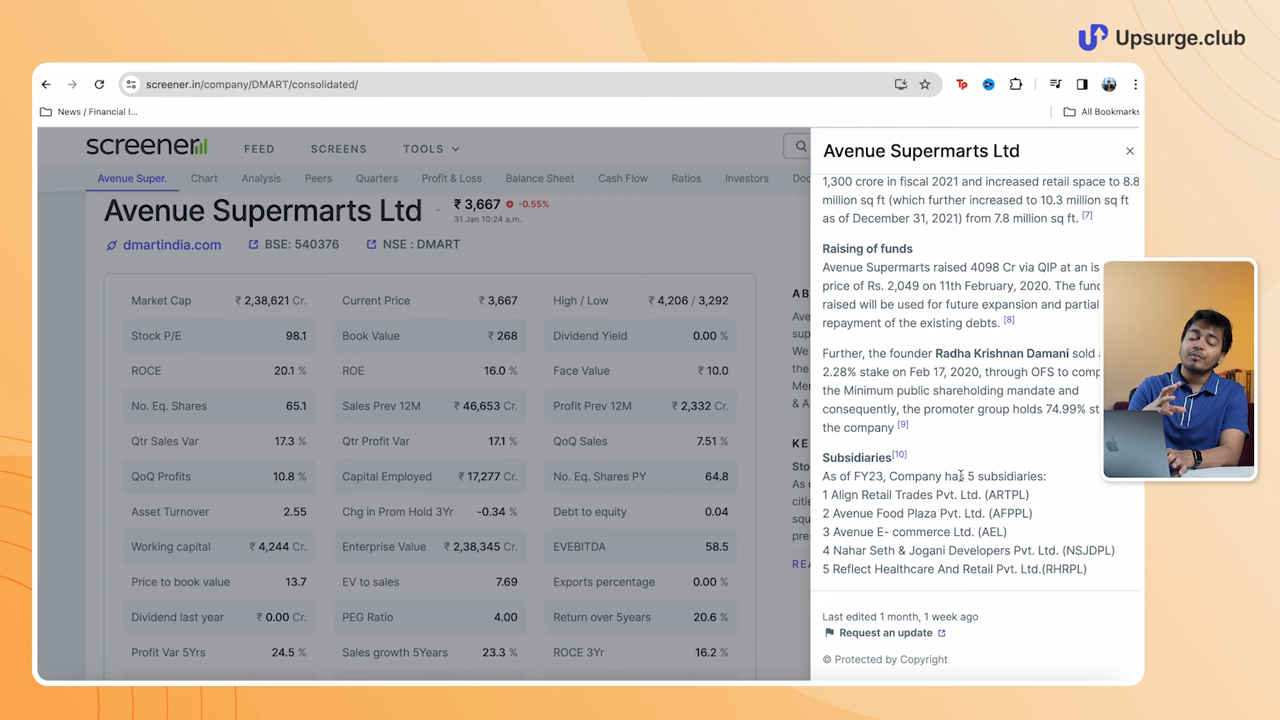 Upsurge.club
screener.in/company/DMART/consolidated/
Tp
News / Financial I...
All Bookmarks
screener
FEED
SCREENS
TOOLS
Avenue Super.
Chart
Analysis
Peers
Quarters
Profit & Loss
Balance Sheet
Cash Flow
Ratios
Investors
Avenue Supermarts Ltd
₹ 3,667
-0.55%
31 Jan 10:24 a.m.
dmartindia.com
BSE: 540376
NSE : DMART
Market Cap ₹ 2,38,621 Cr.
Current Price ₹ 3,667
High / Low ₹ 4,206 / 3,292
Stock P/E 98.1
Book Value ₹ 268
Dividend Yield 0.00 %
ROCE 20.1 %
ROE 16.0 %
Face Value ₹ 10.0
No. Eq. Shares 65.1
Sales Prev 12M ₹ 46,653 Cr.
Profit Prev 12M ₹ 2,332 Cr.
Qtr Sales Var 17.3 %
Qtr Profit Var 17.1 %
QoQ Sales 7.51 %
QoQ Profits 10.8 %
Capital Employed ₹ 17,277 Cr.
No. Eq. Shares PY 64.8
Asset Turnover 2.55
Chg in Prom Hold 3Yr -0.34 %
Debt to equity 0.04
Working capital ₹ 4,244 Cr.
Enterprise Value ₹ 2,38,345 Cr.
EVEBITDA 58.5
Price to book value 13.7
EV to sales 7.69
Exports percentage 0.00 %
Dividend last year ₹ 0.00 Cr.
PEG Ratio 4.00
Return over 5years 20.6 %
Profit Var 5Yrs 24.5 %
Sales growth 5Years 23.3 %
ROCE 3Yr 16.2 %
Avenue Supermarts Ltd
1,300 crore in fiscal 2021 and increased retail space to 8.8
million sq ft (which further increased to 10.3 million sq ft
as of December 31, 2021) from 7.8 million sq ft. [7]
Raising of funds
Avenue Supermarts raised 4098 Cr via QIP at an is
price of Rs. 2,049 on 11th February, 2020. The fund
raised will be used for future expansion and partial
repayment of the existing debts. [8]
Further, the founder Radha Krishnan Damani sold
2.28% stake on Feb 17, 2020, through OFS to comp
the Minimum public shareholding mandate and
consequently, the promoter group holds 74.99% st
the company [9]
Subsidiaries[10]
As of FY23, Company has 5 subsidiaries:
1 Align Retail Trades Pvt. Ltd. (ARTPL)
2 Avenue Food Plaza Pvt. Ltd. (AFPPL)
3 Avenue E- commerce Ltd. (AEL)
4 Nahar Seth & Jogani Developers Pvt. Ltd. (NSJDPL)
5 Reflect Healthcare And Retail Pvt. Ltd.(RHRPL)
Last edited 1 month, 1 week ago
Request an update
© Protected by Copyright